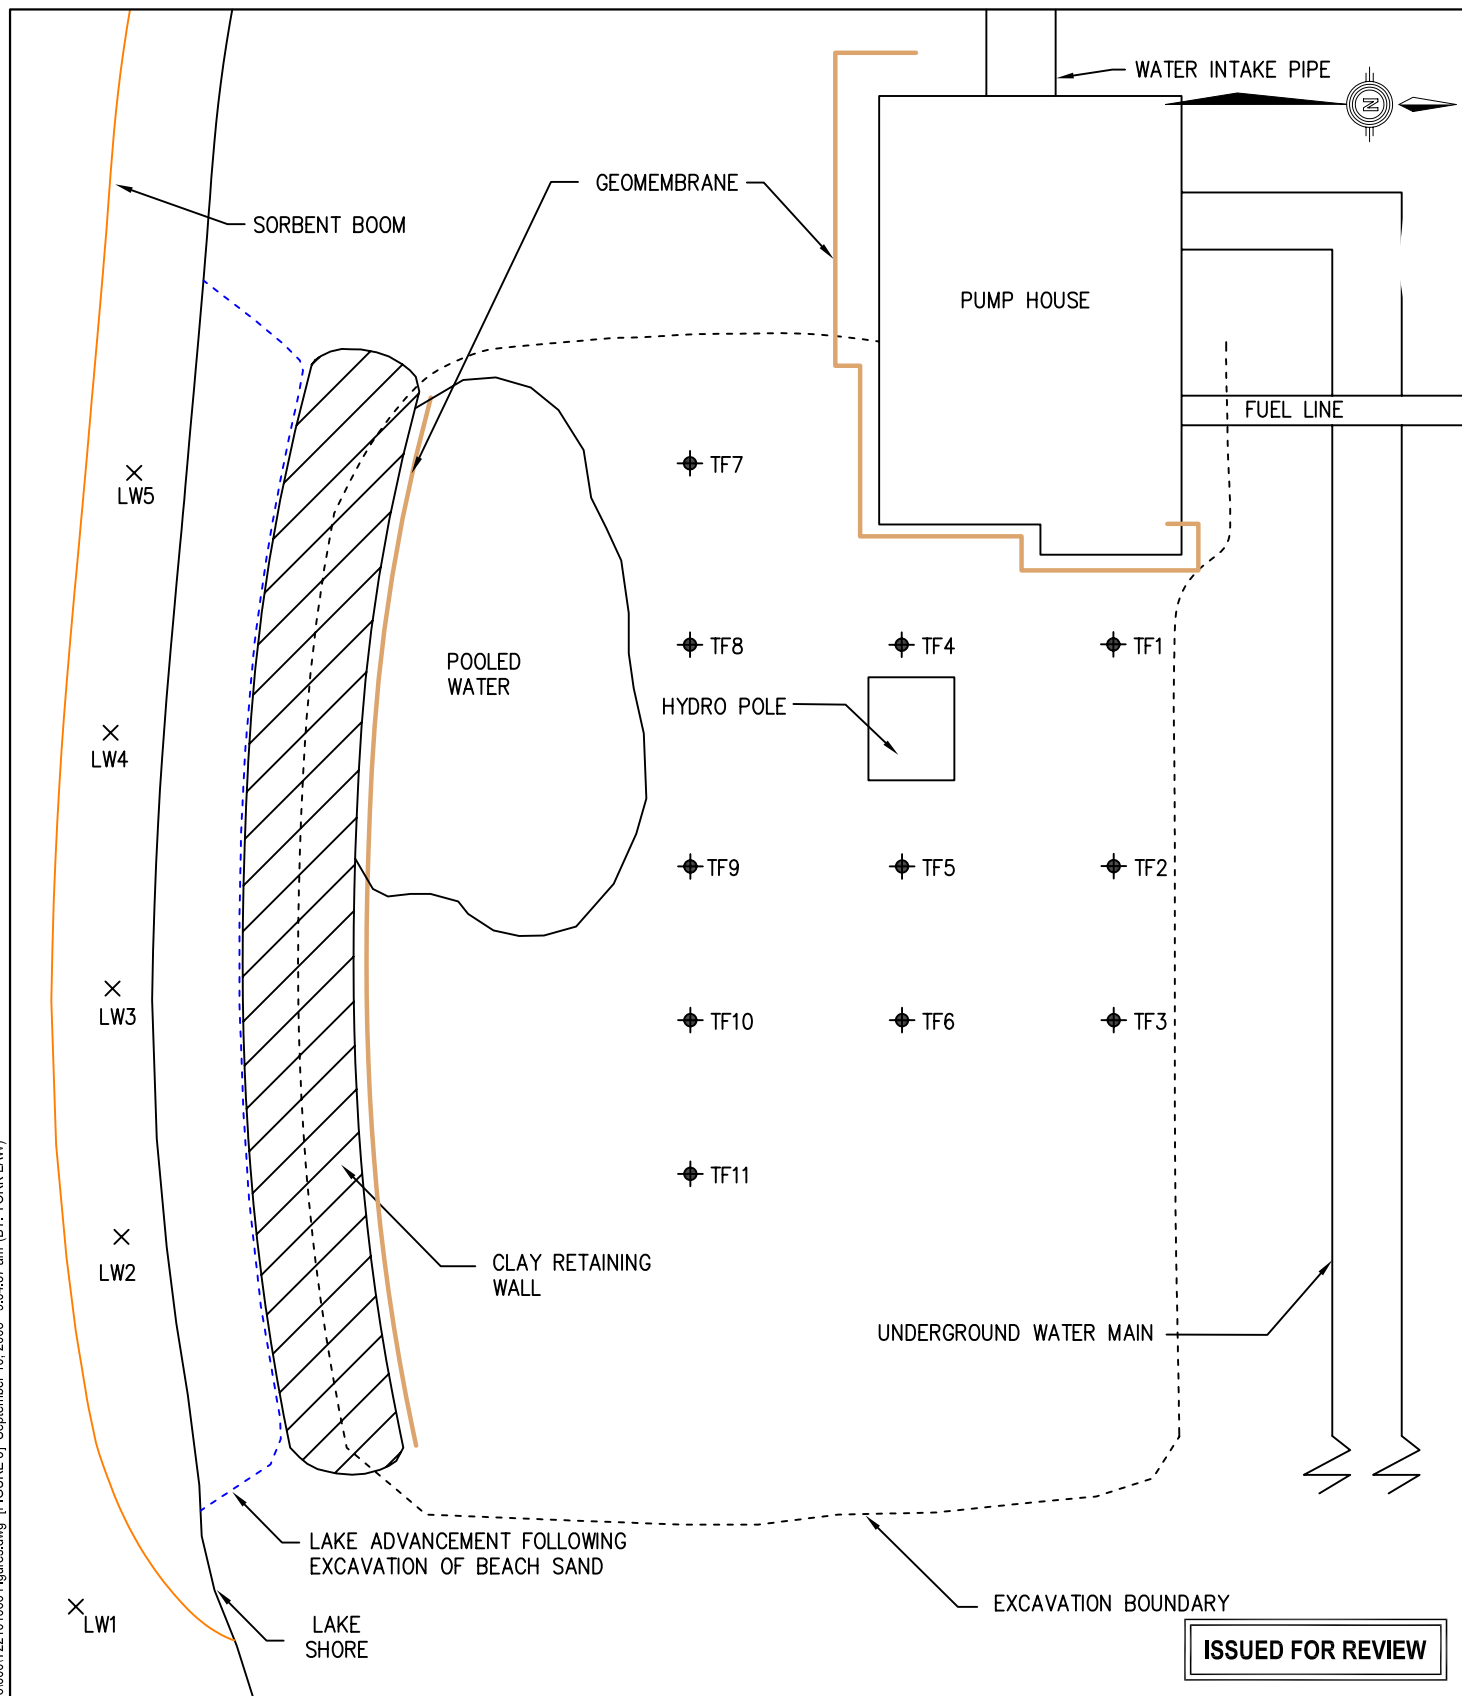 WATER INTAKE PIPE
N
GEOMEMBRANE
SORBENT BOOM
PUMP HOUSE
FUEL LINE
TF7
LW5
TF8
TF4
TF1
POOLED
WATER
HYDRO POLE
LW4
TF9
TF5
TF2
LW3
TF10
TF6
TF3
TF11
LW2
CLAY RETAINING
WALL
UNDERGROUND WATER MAIN
LAKE ADVANCEMENT FOLLOWING
EXCAVATION OF BEACH SAND
EXCAVATION BOUNDARY
LW1
LAKE
SHORE
ISSUED FOR REVIEW